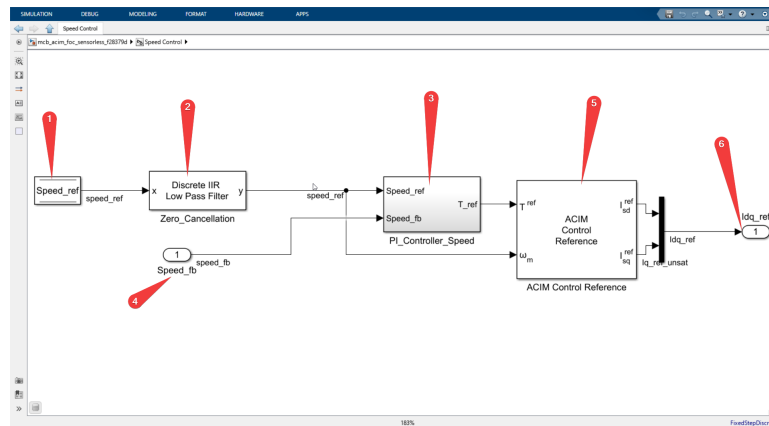 SIMULATION DEBUG MODELING FORMAT HARDWARE APPS
Speed Control
mcb_acim_foc_sensorless_f28379d Speed Control
1
2
3
5
6
Speed_ref
speed_ref
x
Discrete IIR
Low Pass Filter
y
Zero_Cancellation
speed_ref
Speed_ref
Speed_fb
T_ref
PI_Controller_Speed
T ref
ω m
ACIM
Control
Reference
I ref sd
I ref sq
ACIM Control Reference
Idq_ref
Iq_ref_unsat
Idq_ref
1
1
speed_fb
Speed_fb
4
183%
FixedStepDiscr